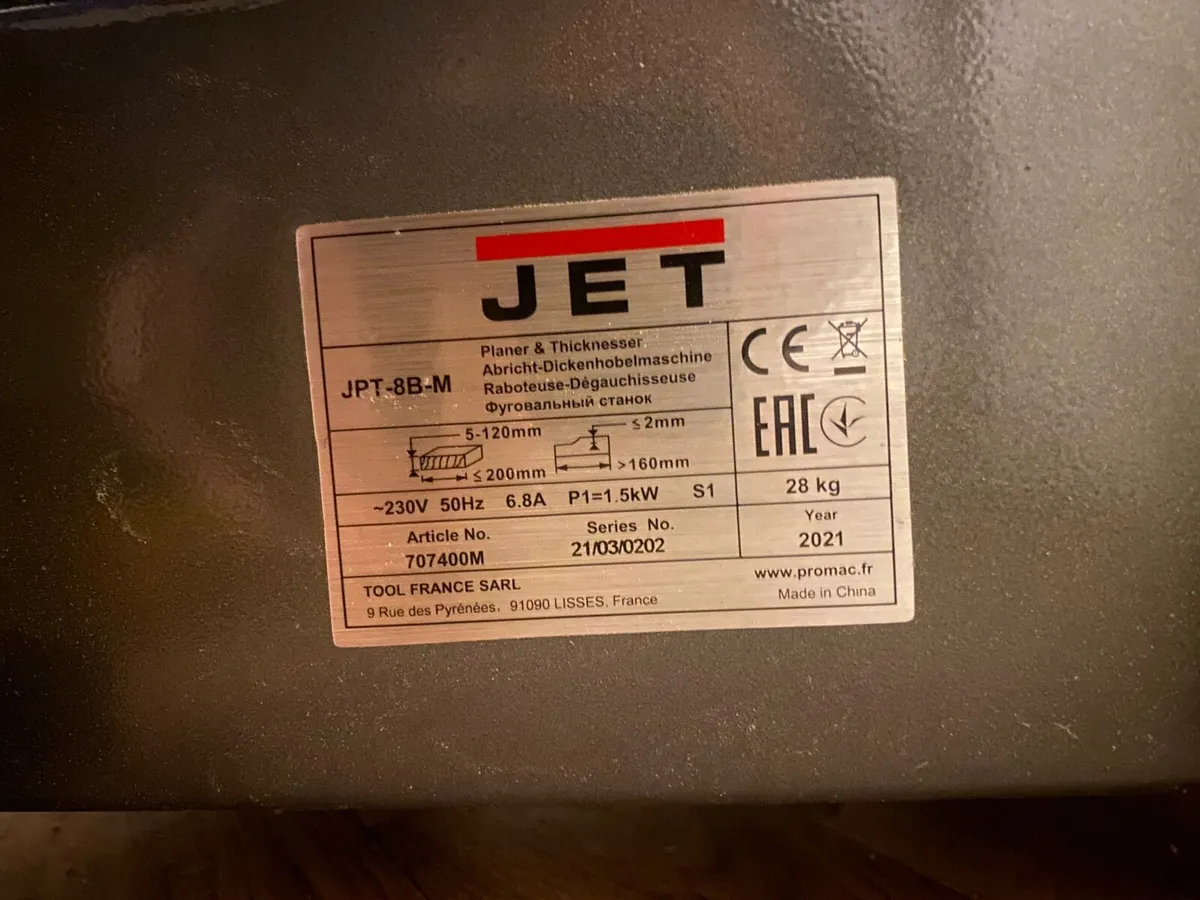 JET
JPT-8B-M
Planer & Thicknesser
Abricht-Dickenhobelmaschine
Raboteuse-Dégauchisseuse
Фуговальный станок
CE
EAC
5-120mm
≤200mm
≤2mm
>160mm
~230V 50Hz 6.8A P1=1.5kW S1
28 kg
Article No.
707400M
Series No.
21/03/0202
Year
2021
TOOL FRANCE SARL
9 Rue des Pyrénées, 91090 LISSES, France
www.promac.fr
Made in China